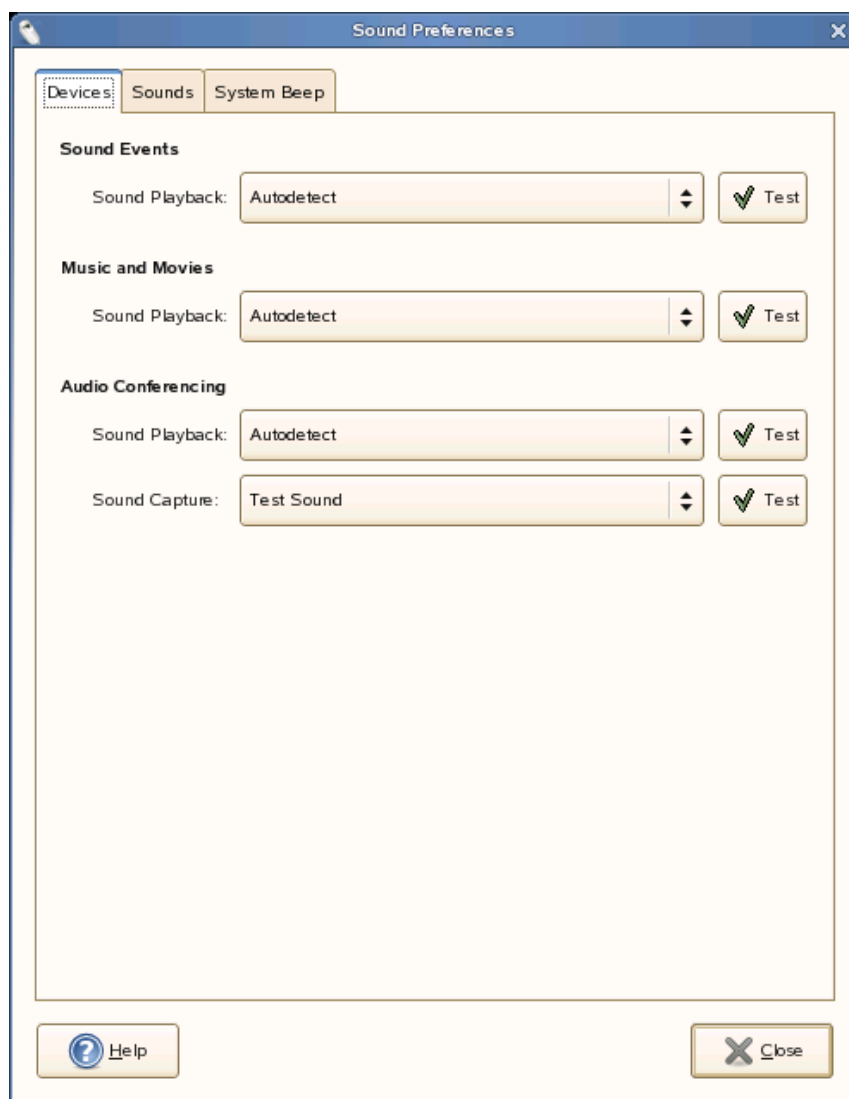 Sound Preferences
Devices Sounds System Beep
Sound Events
Sound Playback: Autodetect Test
Music and Movies
Sound Playback: Autodetect Test
Audio Conferencing
Sound Playback: Autodetect Test
Sound Capture: Test Sound Test
Help Close